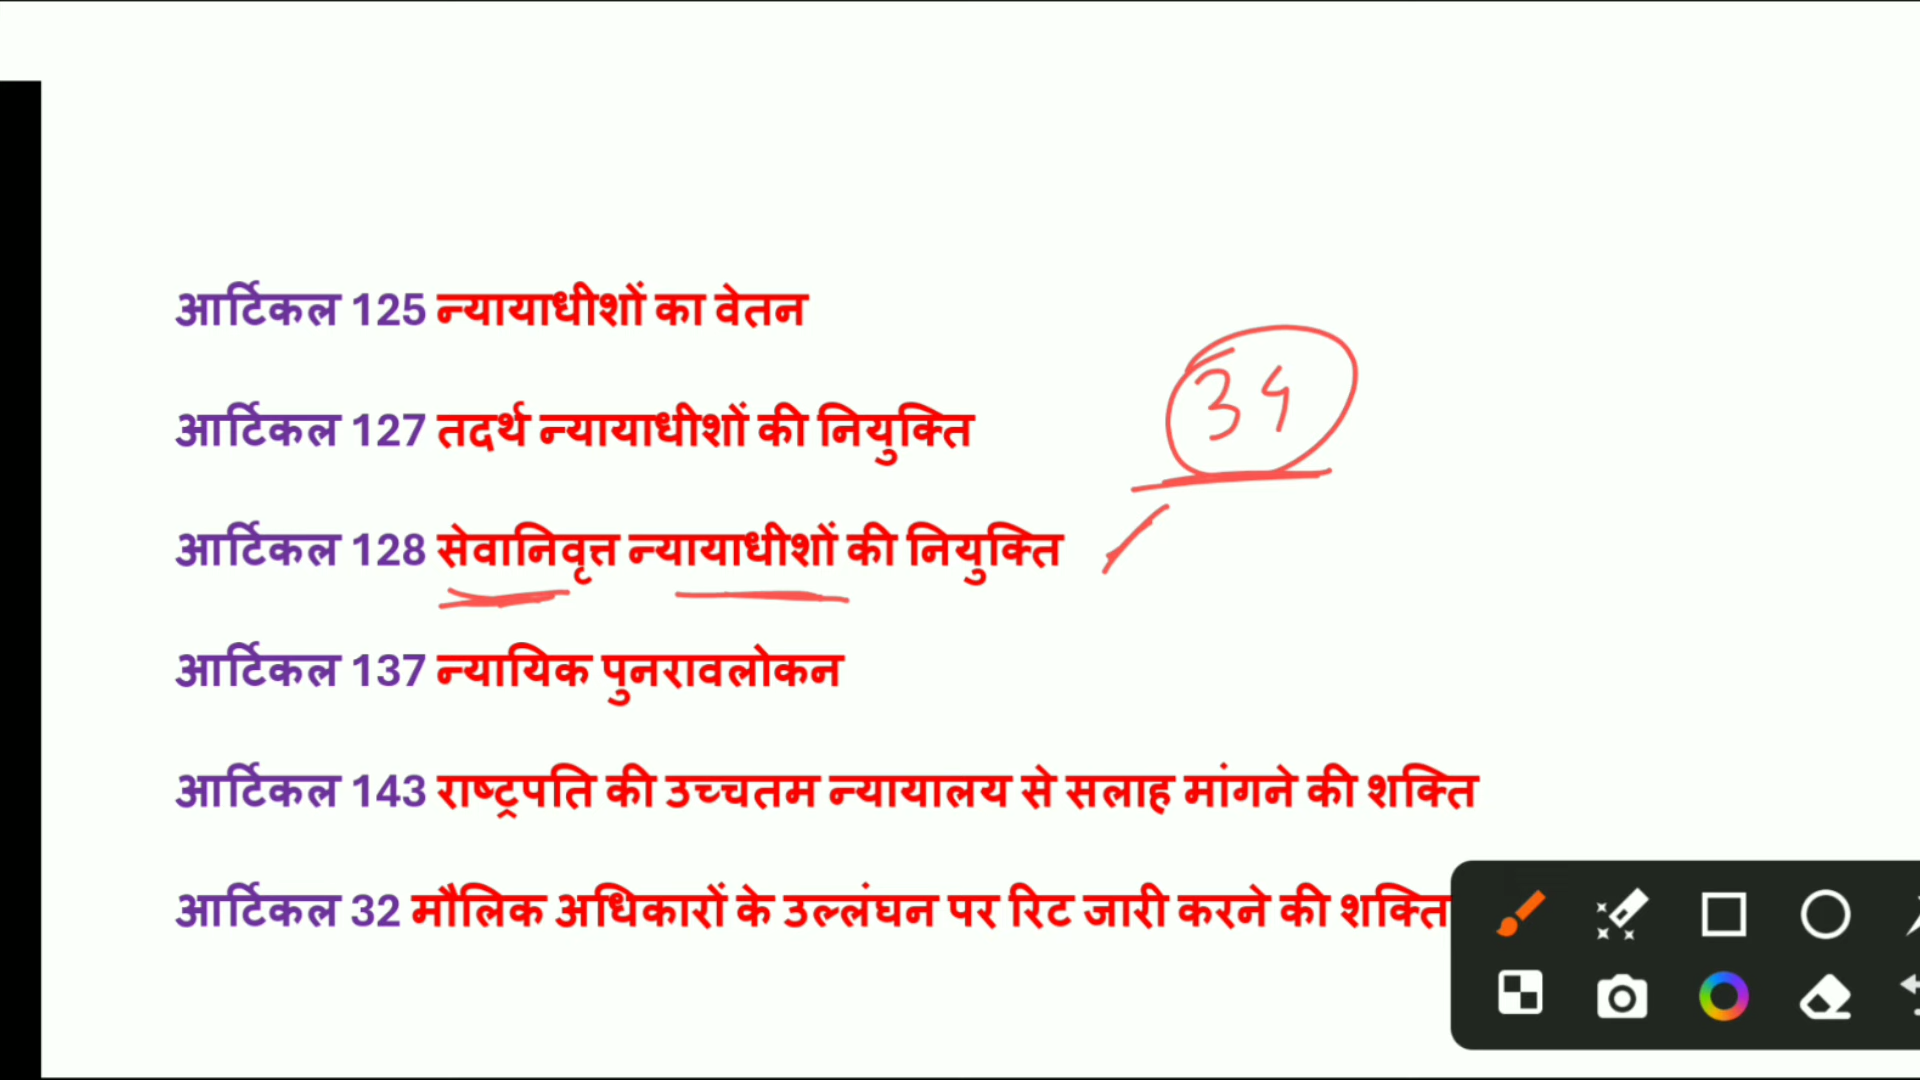 आर्टिकल 125 न्यायाधीशों का वेतन
34
आर्टिकल 127 तदर्थ न्यायाधीशों की नियुक्ति
आर्टिकल 128 सेवानिवृत्त न्यायाधीशों की नियुक्ति
आर्टिकल 137 न्यायिक पुनरावलोकन
आर्टिकल 143 राष्ट्रपति की उच्चतम न्यायालय से सलाह मांगने की शक्ति
आर्टिकल 32 मौलिक अधिकारों के उल्लंघन पर रिट जारी करने की शक्ति